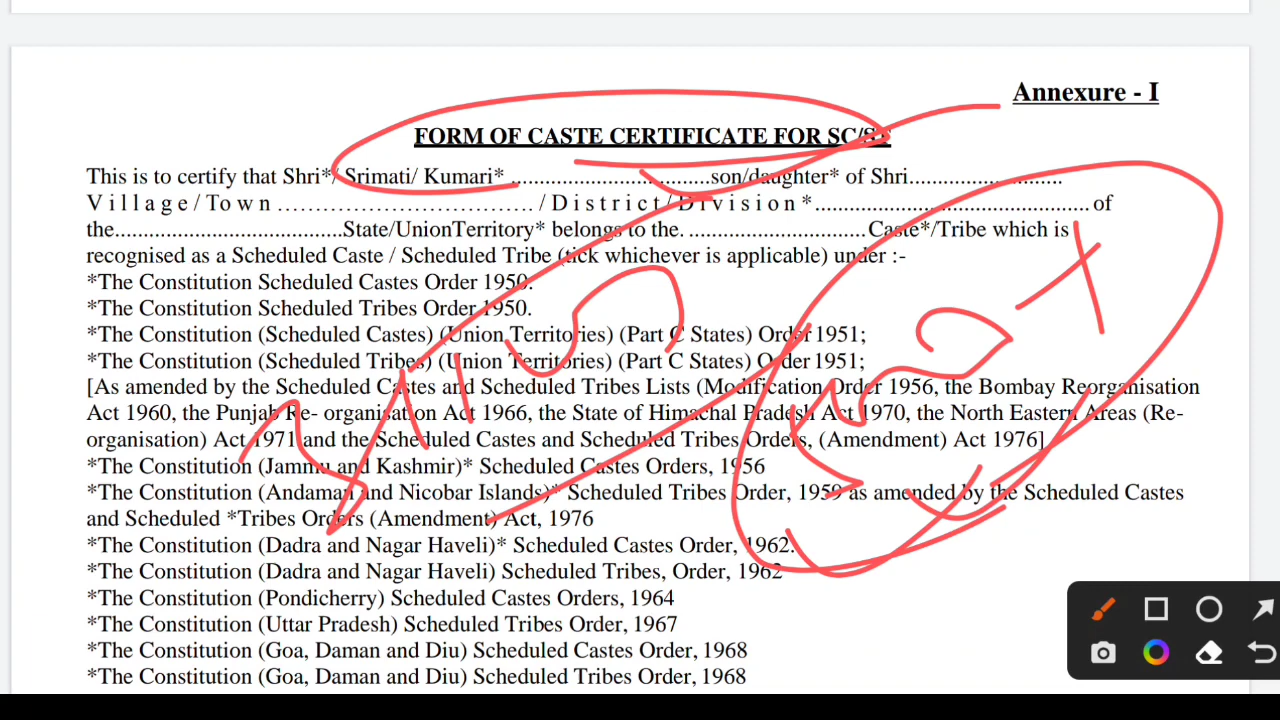 Annexure - I
FORM OF CASTE CERTIFICATE FOR SC/ST
This is to certify that Shri*/ Srimati/ Kumari* ....................................son/daughter* of Shri...........................
Village/Town ................................. /District/Division*.................................................of
the.........................................State/UnionTerritory* belongs to the. ................................Caste*/Tribe which is
recognised as a Scheduled Caste / Scheduled Tribe (tick whichever is applicable) under :-
*The Constitution Scheduled Castes Order 1950.
*The Constitution Scheduled Tribes Order 1950.
*The Constitution (Scheduled Castes) (Union Territories) (Part C States) Order 1951;
*The Constitution (Scheduled Tribes) (Union Territories) (Part C States) Order 1951;
[As amended by the Scheduled Castes and Scheduled Tribes Lists (Modification Order 1956, the Bombay Reorganisation
Act 1960, the Punjab Re- organisation Act 1966, the State of Himachal Pradesh Act 1970, the North Eastern Areas (Re-
organisation) Act 1971 and the Scheduled Castes and Scheduled Tribes Orders, (Amendment) Act 1976]
*The Constitution (Jammu and Kashmir)* Scheduled Castes Orders, 1956
*The Constitution (Andaman and Nicobar Islands)* Scheduled Tribes Order, 1959 as amended by the Scheduled Castes
and Scheduled *Tribes Orders (Amendment) Act, 1976
*The Constitution (Dadra and Nagar Haveli)* Scheduled Castes Order, 1962.
*The Constitution (Dadra and Nagar Haveli) Scheduled Tribes, Order, 1962
*The Constitution (Pondicherry) Scheduled Castes Orders, 1964
*The Constitution (Uttar Pradesh) Scheduled Tribes Order, 1967
*The Constitution (Goa, Daman and Diu) Scheduled Castes Order, 1968
*The Constitution (Goa, Daman and Diu) Scheduled Tribes Order, 1968